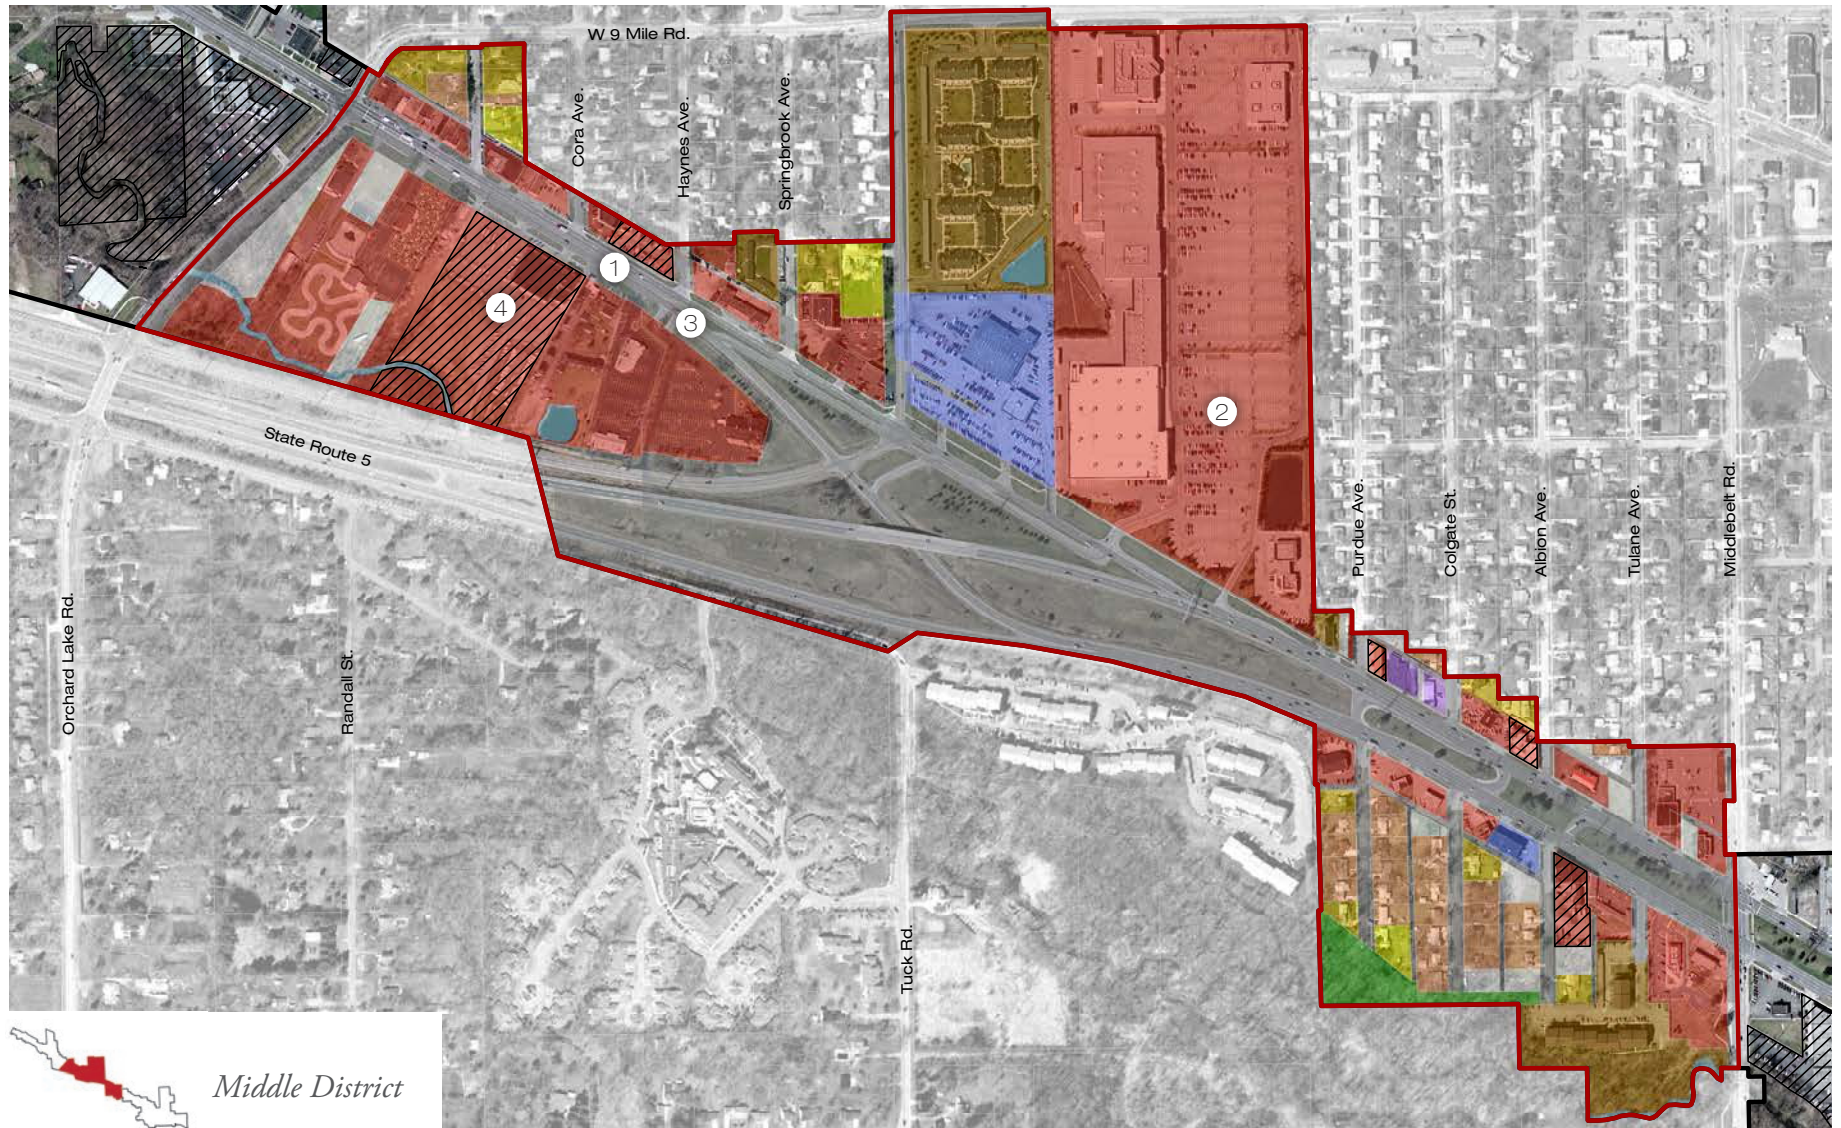 W 9 Mile Rd.
Cora Ave.
Haynes Ave.
Springbrook Ave.
1
4
3
2
State Route 5
Purdue Ave.
Colgate St.
Albion Ave.
Tulane Ave.
Middlebelt Rd.
Orchard Lake Rd.
Randall St.
Tuck Rd.
Middle District